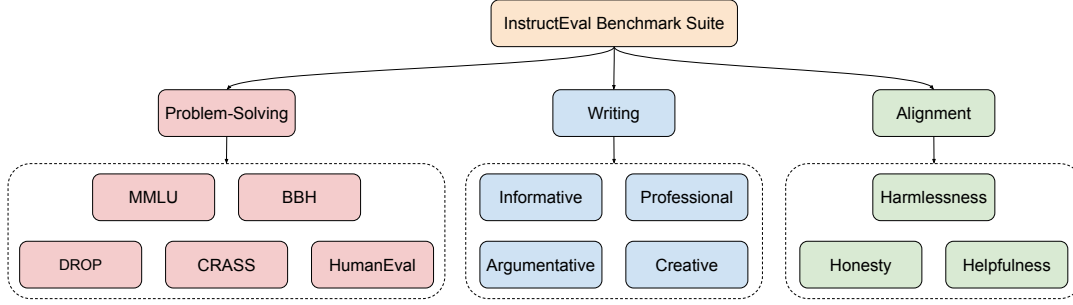 InstructEval Benchmark Suite
Problem-Solving
Writing
Alignment
MMLU
BBH
DROP
CRASS
HumanEval
Informative
Professional
Argumentative
Creative
Harmlessness
Honesty
Helpfulness